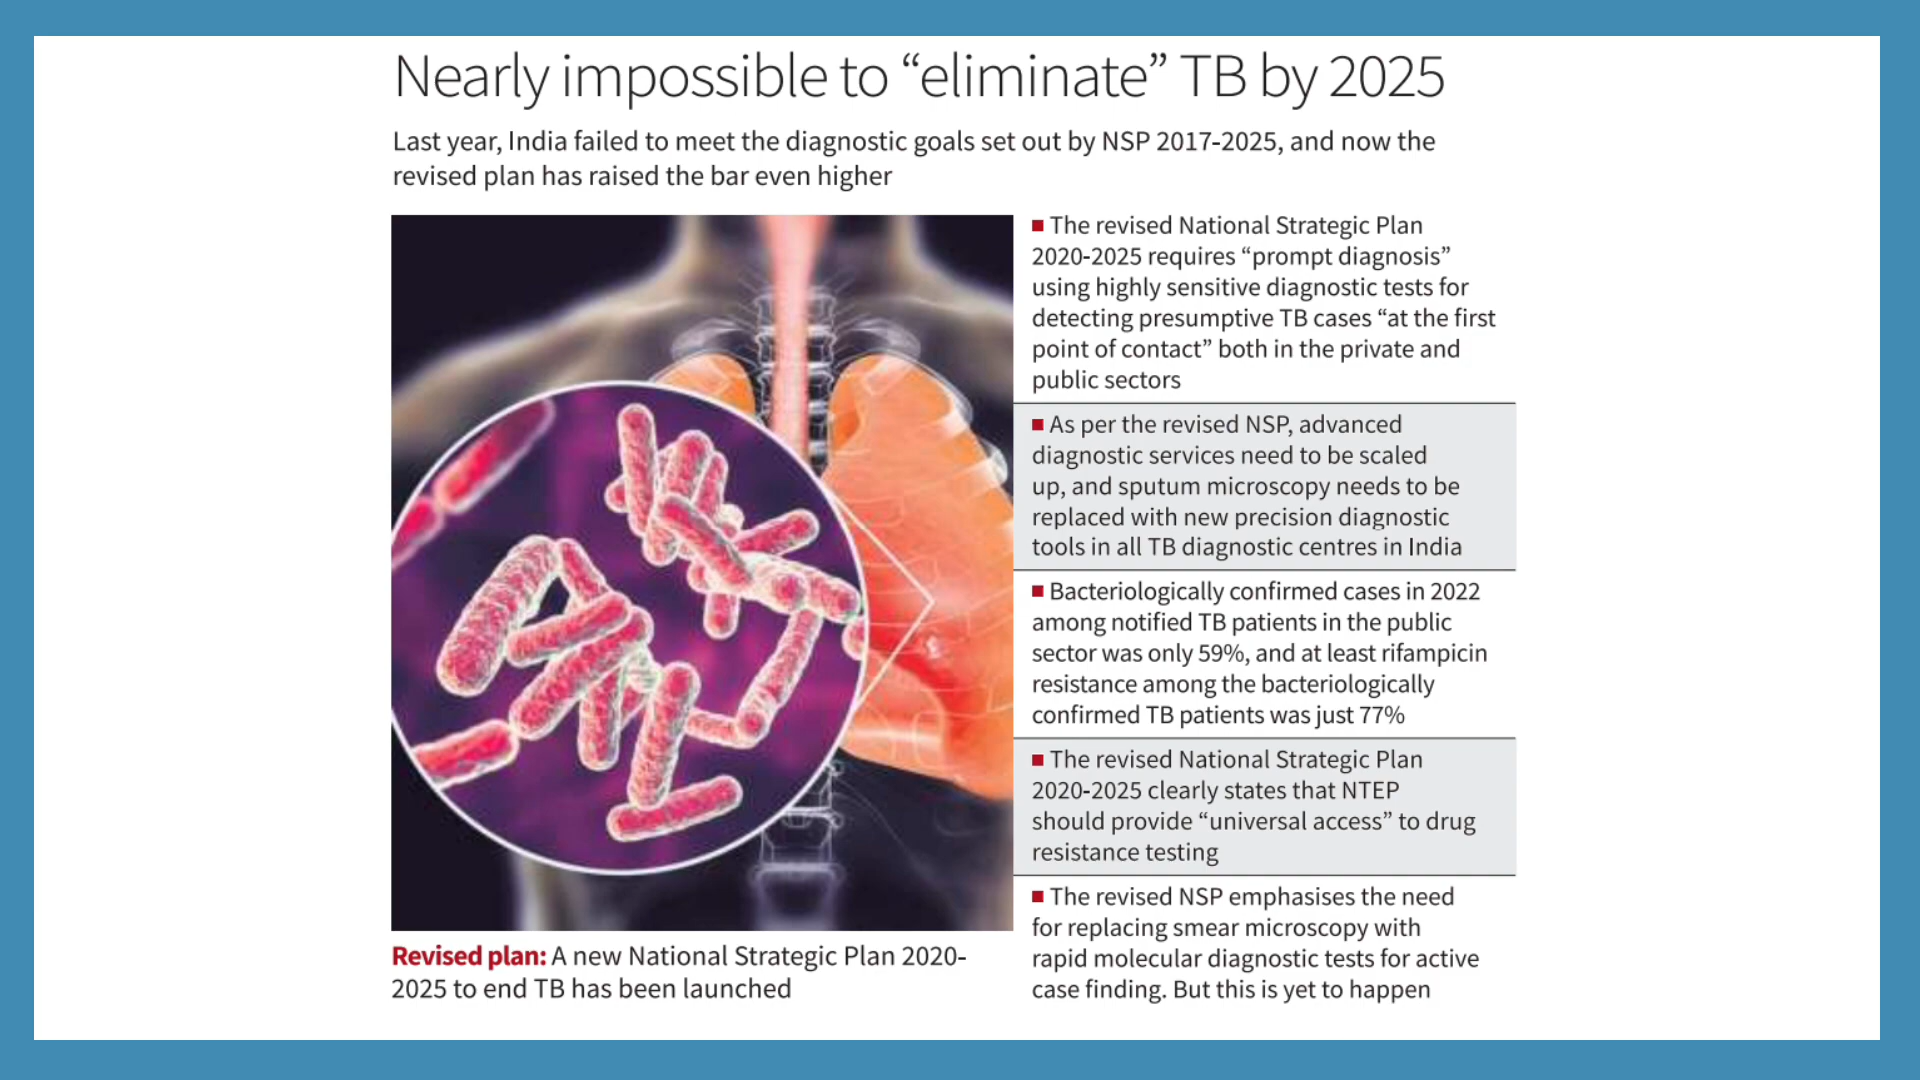 Nearly impossible to “eliminate” TB by 2025
Last year, India failed to meet the diagnostic goals set out by NSP 2017-2025, and now the
revised plan has raised the bar even higher
■ The revised National Strategic Plan
2020-2025 requires “prompt diagnosis”
using highly sensitive diagnostic tests for
detecting presumptive TB cases “at the first
point of contact” both in the private and
public sectors
■ As per the revised NSP, advanced
diagnostic services need to be scaled
up, and sputum microscopy needs to be
replaced with new precision diagnostic
tools in all TB diagnostic centres in India
■ Bacteriologically confirmed cases in 2022
among notified TB patients in the public
sector was only 59%, and at least rifampicin
resistance among the bacteriologically
confirmed TB patients was just 77%
■ The revised National Strategic Plan
2020-2025 clearly states that NTEP
should provide “universal access” to drug
resistance testing
■ The revised NSP emphasises the need
for replacing smear microscopy with
rapid molecular diagnostic tests for active
case finding. But this is yet to happen
Revised plan: A new National Strategic Plan 2020-
2025 to end TB has been launched